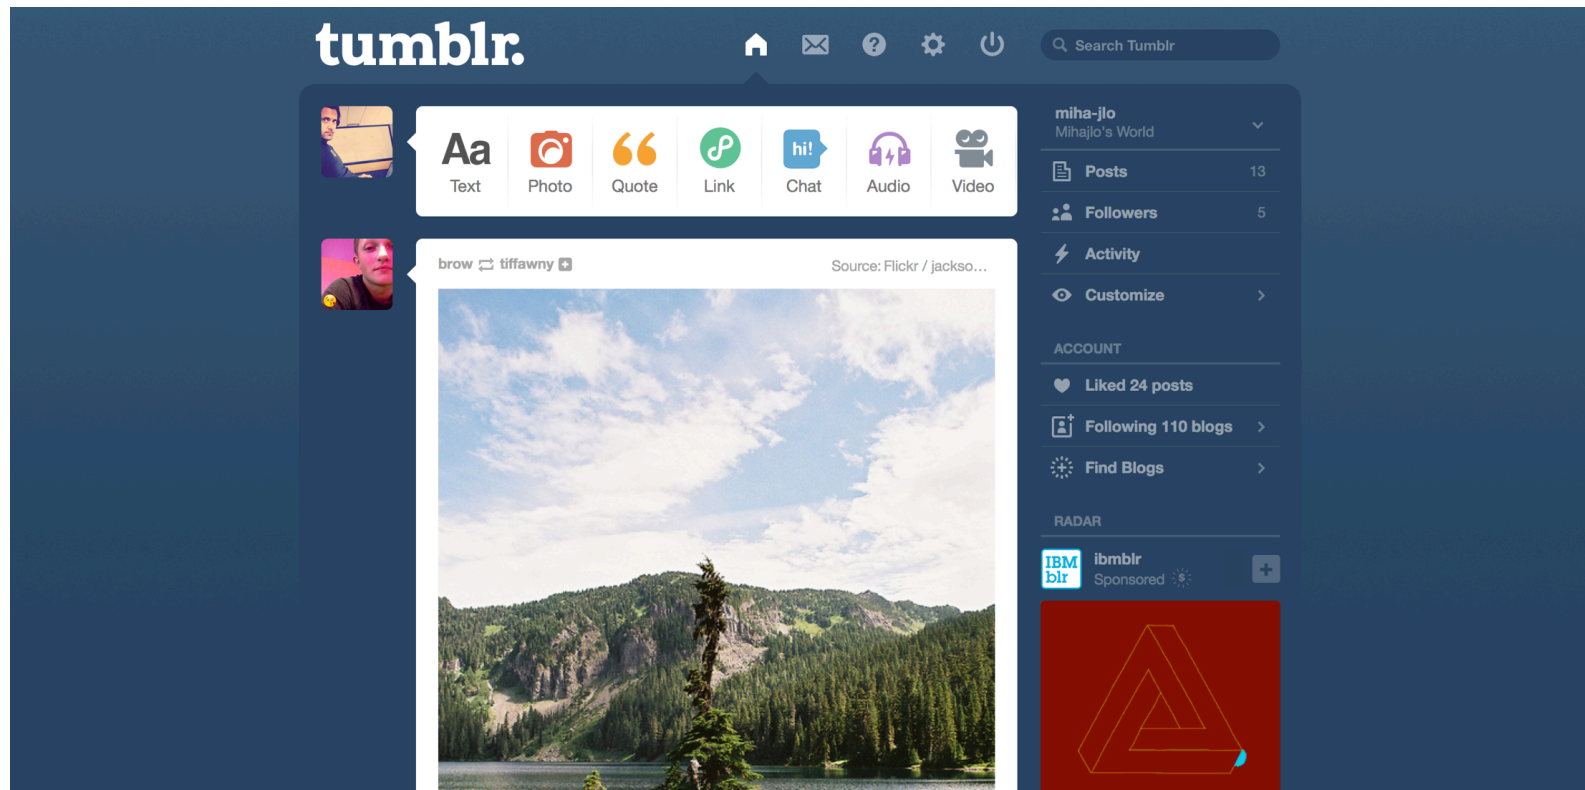 tumblr.
Search Tumblr
Aa
Text
Photo
Quote
Link
hi!
Chat
Audio
Video
brow tiffawny
Source: Flickr / jackso...
miha-jlo
Mihajlo's World
Posts 13
Followers 5
Activity
Customize
ACCOUNT
Liked 24 posts
Following 110 blogs
Find Blogs
RADAR
IBM
blr
ibmblr
Sponsored